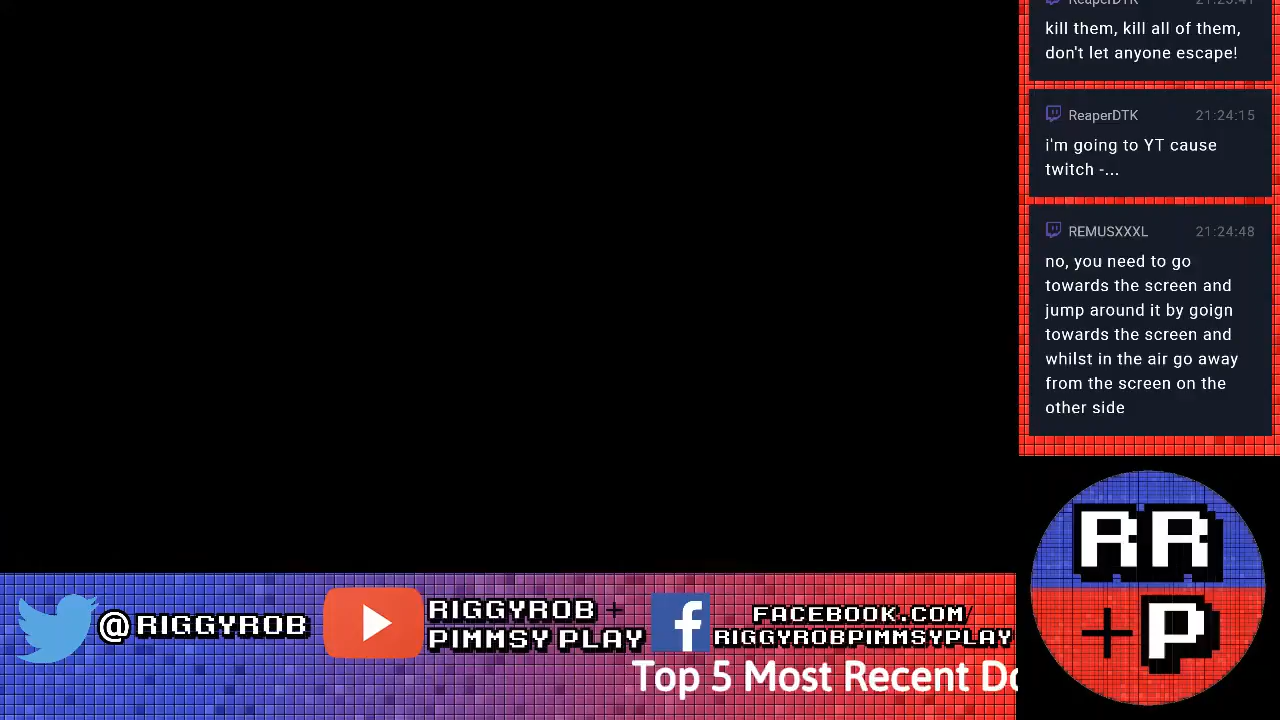 ReaperDTK
kill them, kill all of them,
don't let anyone escape!
ReaperDTK 21:24:15
i'm going to YT cause
twitch -...
REMUSXXXL 21:24:48
no, you need to go
towards the screen and
jump around it by goign
towards the screen and
whilst in the air go away
from the screen on the
other side
RR
+P
@RIGGYROB
RIGGYROB +
PIMMSY PLAY
FACEBOOK.COM/
RIGGYROBPIMMSYPLAY
Top 5 Most Recent